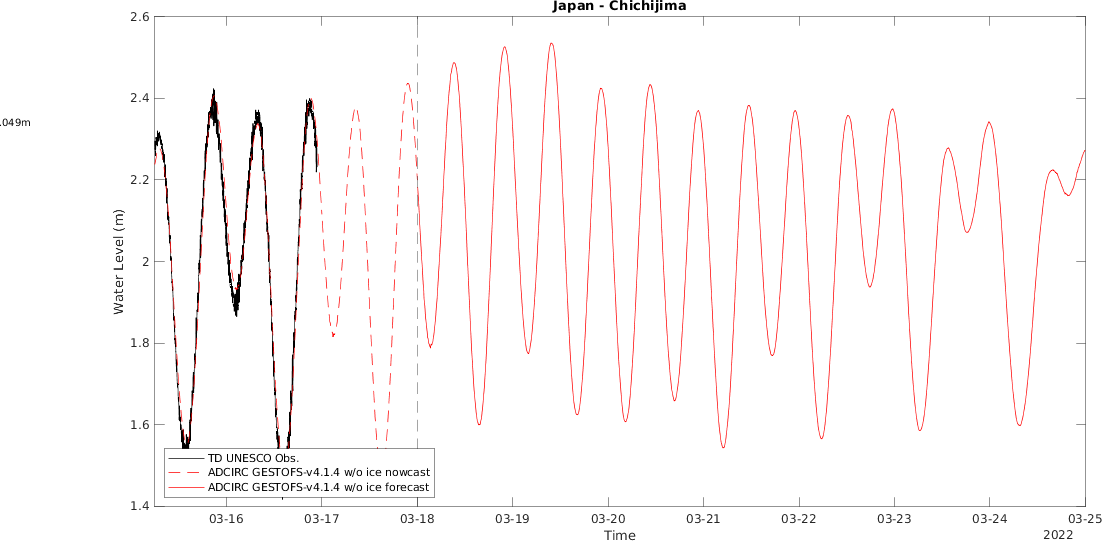 Japan - Chichijima
2.6
2.4
.049m
2.2
Water Level (m)
2
1.8
1.6
TD UNESCO Obs.
ADCIRC GESTOFS-v4.1.4 w/o ice nowcast
ADCIRC GESTOFS-v4.1.4 w/o ice forecast
1.4
03-16 03-17 03-18 03-19 03-20 03-21 03-22 03-23 03-24 03-25
Time
2022